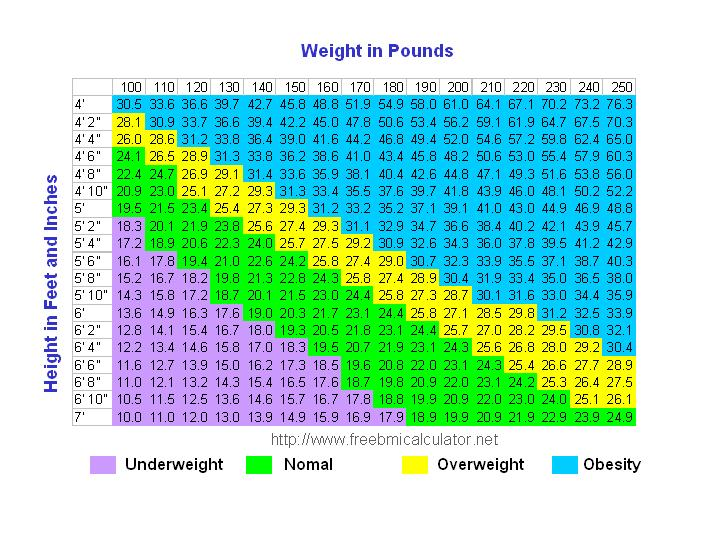 Weight in Pounds
100 110 120 130 140 150 160 170 180 190 200 210 220 230 240 250
4' 30.5 33.6 36.6 39.7 42.7 45.8 48.8 51.9 54.9 58.0 61.0 64.1 67.1 70.2 73.2 76.3
4' 2" 28.1 30.9 33.7 36.6 39.4 42.2 45.0 47.8 50.6 53.4 56.2 59.1 61.9 64.7 67.5 70.3
4' 4" 26.0 28.6 31.2 33.8 36.4 39.0 41.6 44.2 46.8 49.4 52.0 54.6 57.2 59.8 62.4 65.0
4' 6" 24.1 26.5 28.9 31.3 33.8 36.2 38.6 41.0 43.4 45.8 48.2 50.6 53.0 55.4 57.9 60.3
4' 8" 22.4 24.7 26.9 29.1 31.4 33.6 35.9 38.1 40.4 42.6 44.8 47.1 49.3 51.6 53.8 56.0
4' 10" 20.9 23.0 25.1 27.2 29.3 31.3 33.4 35.5 37.6 39.7 41.8 43.9 46.0 48.1 50.2 52.2
5' 19.5 21.5 23.4 25.4 27.3 29.3 31.2 33.2 35.2 37.1 39.1 41.0 43.0 44.9 46.9 48.8
5' 2" 18.3 20.1 21.9 23.8 25.6 27.4 29.3 31.1 32.9 34.7 36.6 38.4 40.2 42.1 43.9 45.7
5' 4" 17.2 18.9 20.6 22.3 24.0 25.7 27.5 29.2 30.9 32.6 34.3 36.0 37.8 39.5 41.2 42.9
5' 6" 16.1 17.8 19.4 21.0 22.6 24.2 25.8 27.4 29.0 30.7 32.3 33.9 35.5 37.1 38.7 40.3
5' 8" 15.2 16.7 18.2 19.8 21.3 22.8 24.3 25.8 27.4 28.9 30.4 31.9 33.4 35.0 36.5 38.0
5' 10" 14.3 15.8 17.2 18.7 20.1 21.5 23.0 24.4 25.8 27.3 28.7 30.1 31.6 33.0 34.4 35.9
6' 13.6 14.9 16.3 17.6 19.0 20.3 21.7 23.1 24.4 25.8 27.1 28.5 29.8 31.2 32.5 33.9
6' 2" 12.8 14.1 15.4 16.7 18.0 19.3 20.5 21.8 23.1 24.4 25.7 27.0 28.2 29.5 30.8 32.1
6' 4" 12.2 13.4 14.6 15.8 17.0 18.3 19.5 20.7 21.9 23.1 24.3 25.6 26.8 28.0 29.2 30.4
6' 6" 11.6 12.7 13.9 15.0 16.2 17.3 18.5 19.6 20.8 22.0 23.1 24.3 25.4 26.6 27.7 28.9
6' 8" 11.0 12.1 13.2 14.3 15.4 16.5 17.6 18.7 19.8 20.9 22.0 23.1 24.2 25.3 26.4 27.5
6' 10" 10.5 11.5 12.5 13.6 14.6 15.7 16.7 17.8 18.8 19.9 20.9 22.0 23.0 24.0 25.1 26.1
7' 10.0 11.0 12.0 13.0 13.9 14.9 15.9 16.9 17.9 18.9 19.9 20.9 21.9 22.9 23.9 24.9
Height in Feet and Inches
http://www.freebmicalculator.net
Underweight Nomal Overweight Obesity